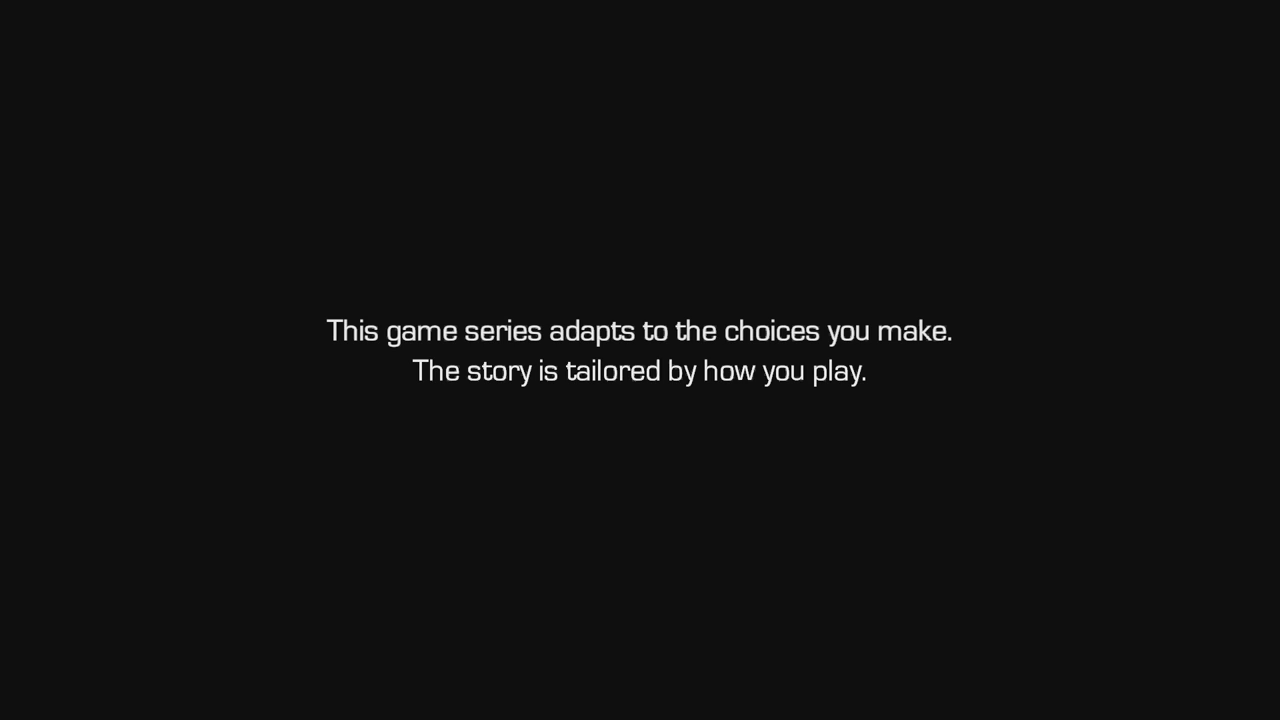 This game series adapts to the choices you make.
The story is tailored by how you play.